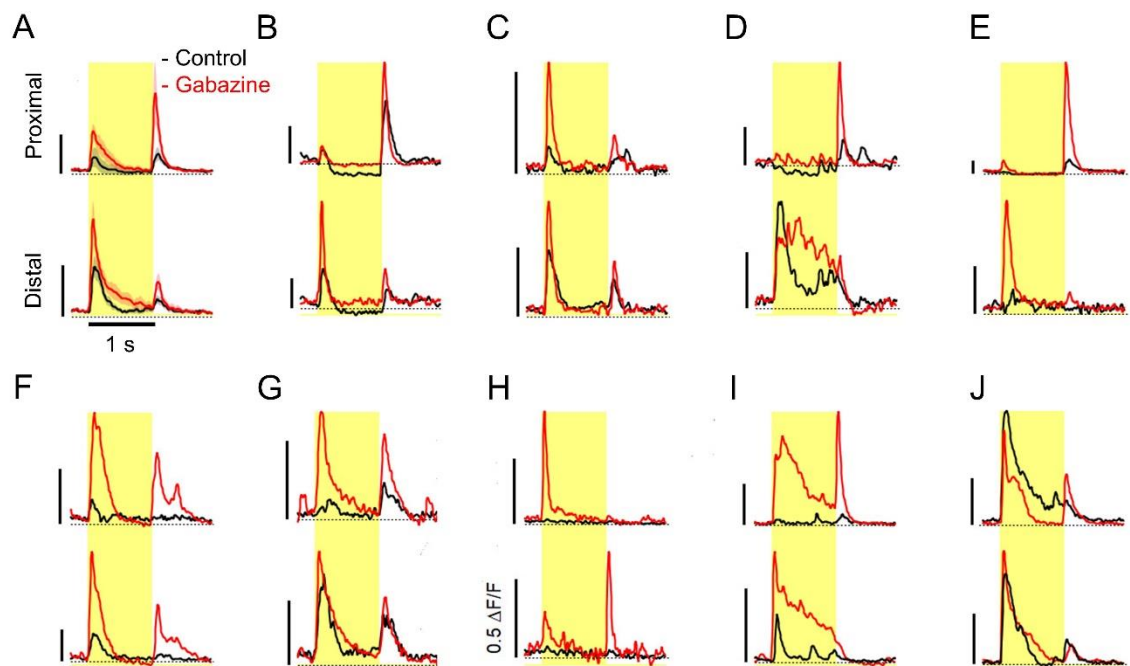 A
B
C
D
E
- Control
- Gabazine
Proximal
Distal
1 s
F
G
H
I
J
0.5 ΔF/F